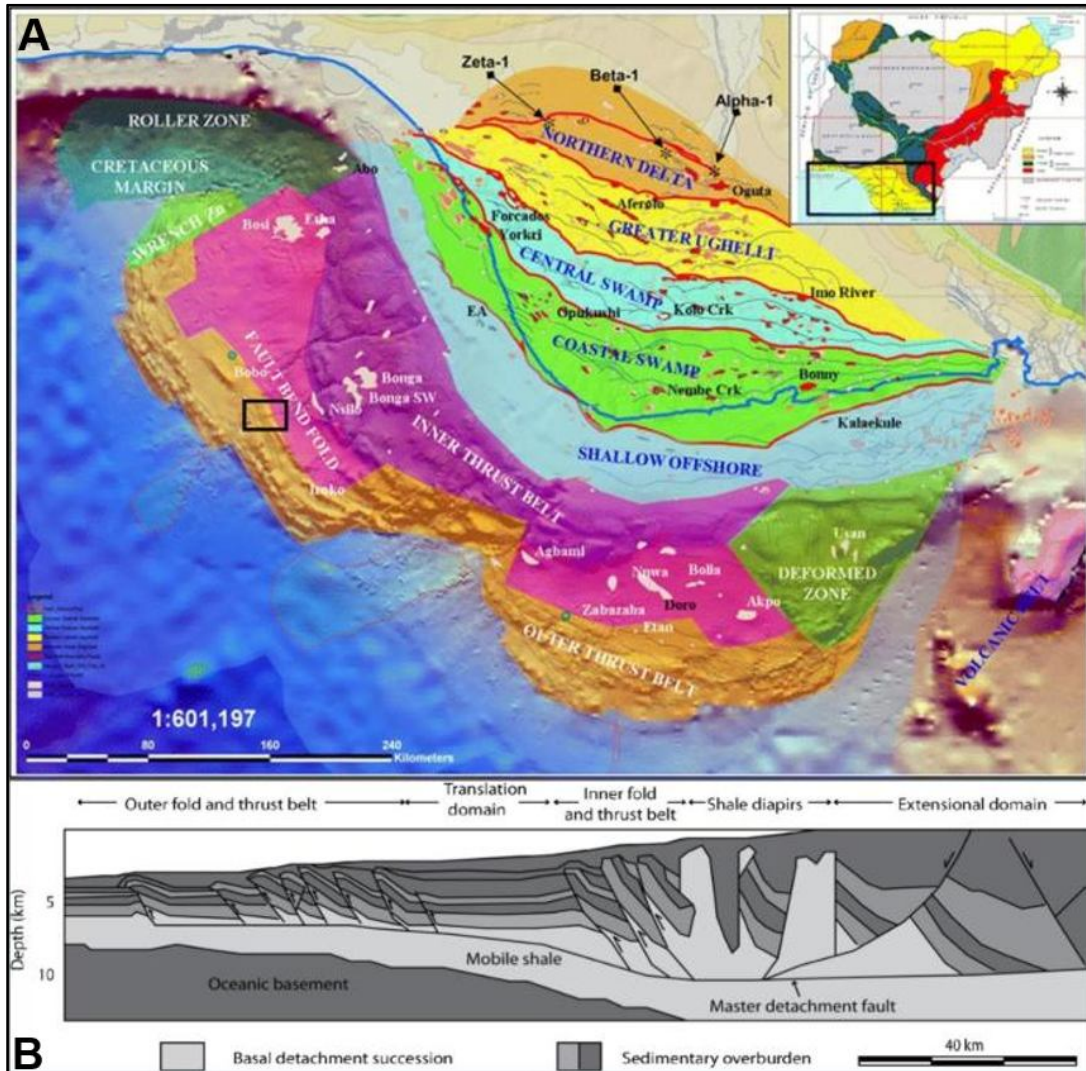 A
Zeta-1
Beta-1
Alpha-1
ROLLER ZONE
CRETACEOUS
MARGIN
WRENCH ZN
Abo
Bosi
Erha
NORTHERN DELTA
Oguta
Aferolo
Forcados
Yorkri
GREATER UGHELLI
CENTRAL SWAMP
Imo River
Kolo Crk
EA
Opukushi
COASTAL SWAMP
Bonny
Nembe Crk
Bobo
FAULT BEND FOLD
Bonga
Bonga SW
INNER THRUST BELT
Kalaekule
SHALLOW OFFSHORE
Agbami
Nnwa
Bolia
Doro
Zabazaba
Etan
Akpo
Usan
DEFORMED
ZONE
OUTER THRUST BELT
VOLCANIC BELT
1:601,197
0 80 160 240
Kilometers
Outer fold and thrust belt
Translation
domain
Inner fold
and thrust belt
Shale diapirs
Extensional domain
Depth (km)
5
10
Mobile shale
Oceanic basement
Master detachment fault
B
Basal detachment succession
Sedimentary overburden
40 km